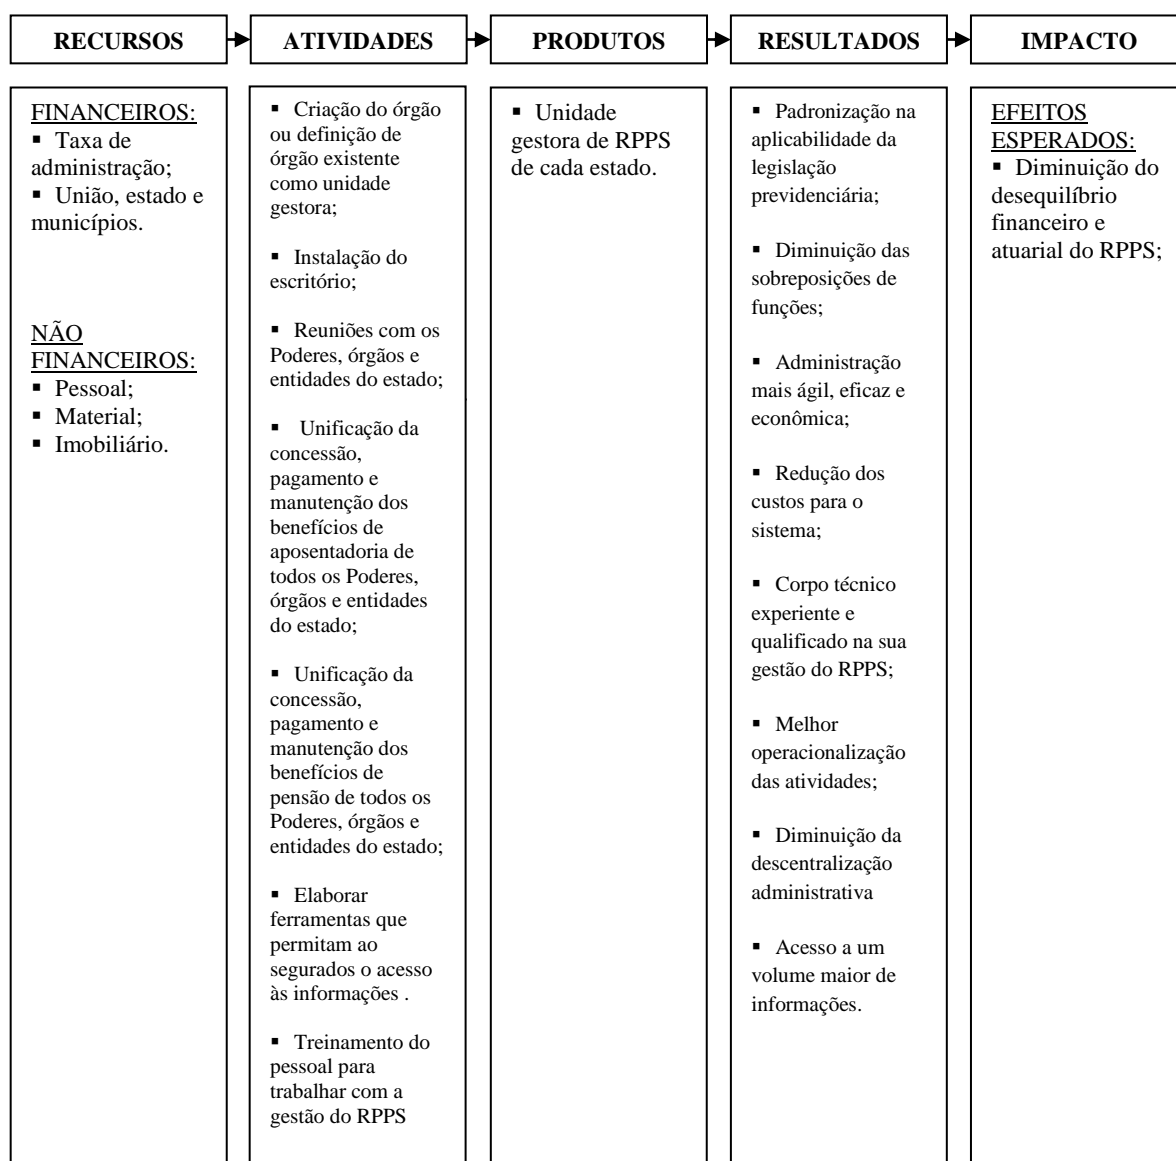 RECURSOS
ATIVIDADES
PRODUTOS
RESULTADOS
IMPACTO
FINANCEIROS:
▪ Taxa de
administração;
▪ União, estado e
municípios.
NÃO
FINANCEIROS:
▪ Pessoal;
▪ Material;
▪ Imobiliário.
▪ Criação do órgão
ou definição de
órgão existente
como unidade
gestora;
▪ Instalação do
escritório;
▪ Reuniões com os
Poderes, órgãos e
entidades do estado;
▪ Unificação da
concessão,
pagamento e
manutenção dos
benefícios de
aposentadoria de
todos os Poderes,
órgãos e entidades
do estado;
▪ Unificação da
concessão,
pagamento e
manutenção dos
benefícios de
pensão de todos os
Poderes, órgãos e
entidades do estado;
▪ Elaborar
ferramentas que
permitam ao
segurados o acesso
às informações .
▪ Treinamento do
pessoal para
trabalhar com a
gestão do RPPS
▪ Unidade
gestora de RPPS
de cada estado.
▪ Padronização na
aplicabilidade da
legislação
previdenciária;
▪ Diminuição das
sobreposições de
funções;
▪ Administração
mais ágil, eficaz e
econômica;
▪ Redução dos
custos para o
sistema;
▪ Corpo técnico
experiente e
qualificado na sua
gestão do RPPS;
▪ Melhor
operacionalização
das atividades;
▪ Diminuição da
descentralização
administrativa
▪ Acesso a um
volume maior de
informações.
EFEITOS
ESPERADOS:
▪ Diminuição do
desequilíbrio
financeiro e
atuarial do RPPS;